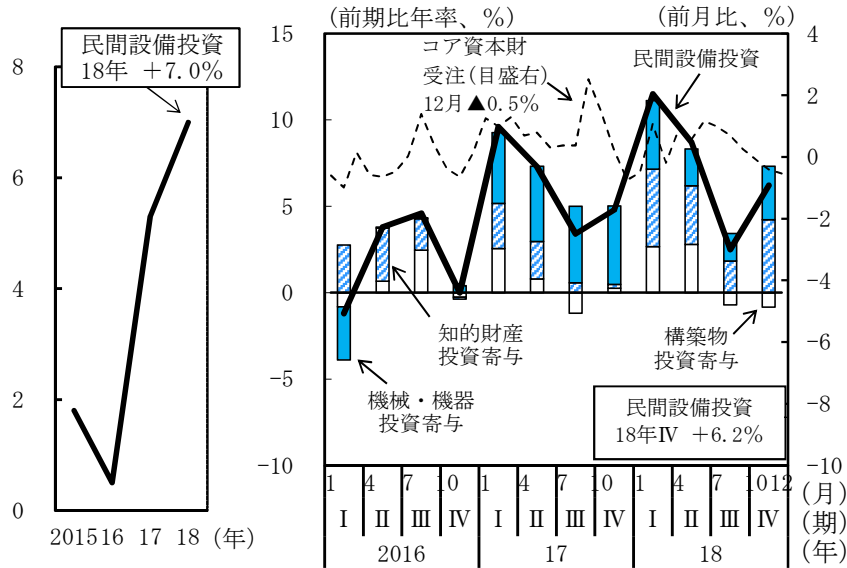 民間設備投資
18年 +7.0%
8
6
4
2
0
2015 16 17 18 (年)
(前期比年率、%)
(前月比、%)
15
10
5
0
−5
−10
4
2
0
−2
−4
−6
−8
−10
コア資本財
受注(目盛右)
12月▲0.5%
民間設備投資
知的財産
投資寄与
機械・機器
投資寄与
構築物
投資寄与
民間設備投資
18年Ⅳ +6.2%
1 4 7 10 1 4 7 10 1 4 7 10 12 (月)
Ⅰ Ⅱ Ⅲ Ⅳ Ⅰ Ⅱ Ⅲ Ⅳ Ⅰ Ⅱ Ⅲ Ⅳ (期)
2016 17 18 (年)